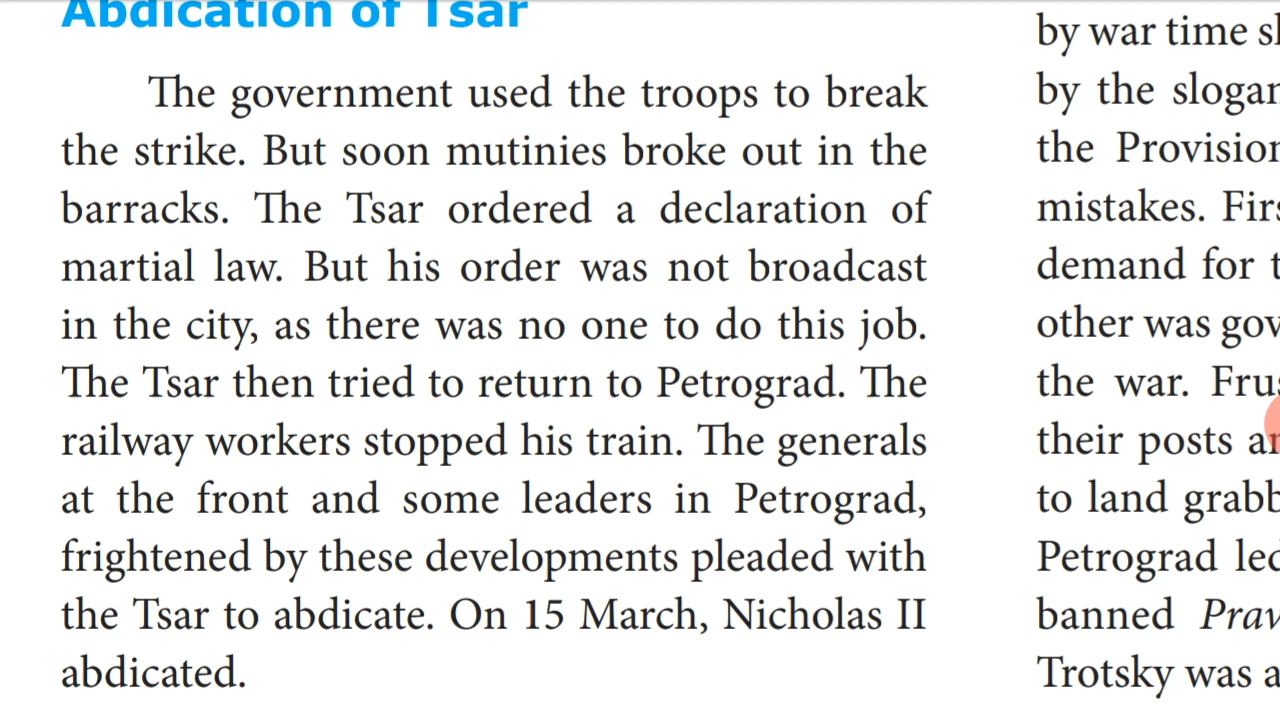 Abdication of Tsar
The government used the troops to break
the strike. But soon mutinies broke out in the
barracks. The Tsar ordered a declaration of
martial law. But his order was not broadcast
in the city, as there was no one to do this job.
The Tsar then tried to return to Petrograd. The
railway workers stopped his train. The generals
at the front and some leaders in Petrograd,
frightened by these developments pleaded with
the Tsar to abdicate. On 15 March, Nicholas II
abdicated.
by war time
by the
the
mistakes.
demand for
other was
the war.
their posts
to land
Petrograd
banned
Trotsky was